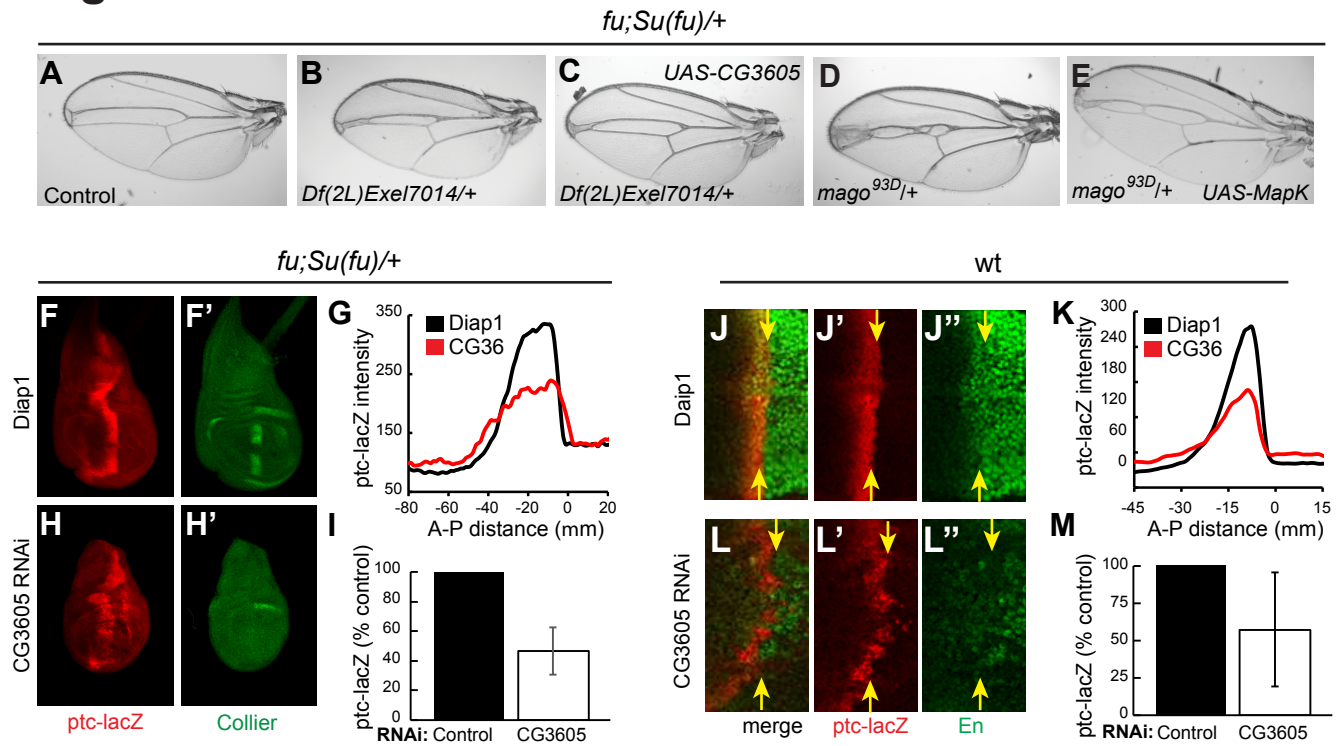 fu;Su(fu)/+
A
Control
B
Df(2L)Exel7014/+
C
UAS-CG3605
Df(2L)Exel7014/+
D
mago93D/+
E
mago93D/+ UAS-MapK
fu;Su(fu)/+
wt
F
F’
Diap1
H
H’
CG3605 RNAi
ptc-lacZ
Collier
G
Diap1
CG36
ptc-lacZ intensity
350
250
150
50
-80 -60 -40 -20 0 20
A-P distance (mm)
I
ptc-lacZ (% control)
100
80
60
40
20
0
RNAi: Control CG3605
J
J’
J”
Daip1
L
L’
L”
CG3605 RNAi
merge
ptc-lacZ
En
K
Diap1
CG36
ptc-lacZ intensity
300
240
180
120
60
0
-45 -30 -15 0 15
A-P distance (mm)
M
ptc-lacZ (% control)
100
75
50
25
0
RNAi: Control CG3605